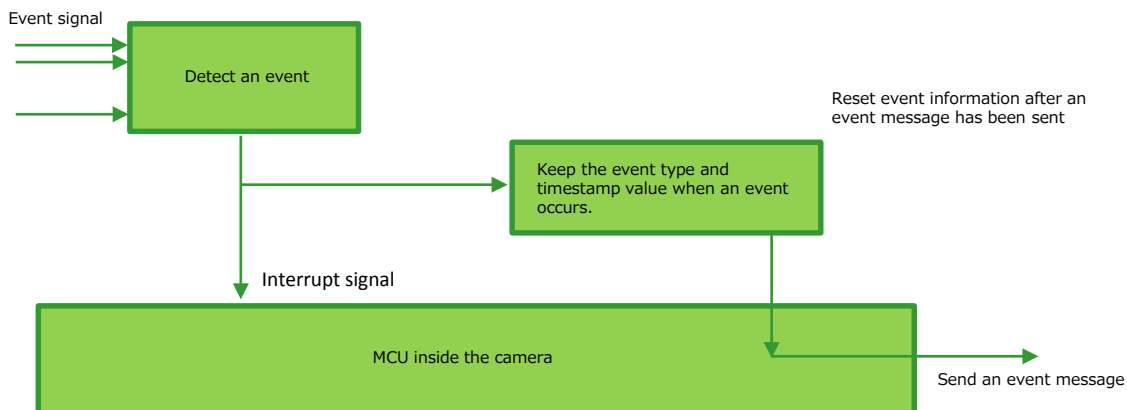 Event signal
Detect an event
Reset event information after an
event message has been sent
Keep the event type and
timestamp value when an event
occurs.
Interrupt signal
MCU inside the camera
Send an event message